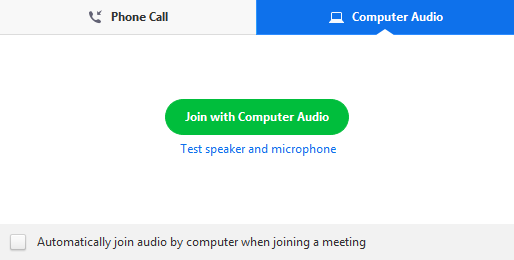 Phone Call
Computer Audio
Join with Computer Audio
Test speaker and microphone
Automatically join audio by computer when joining a meeting